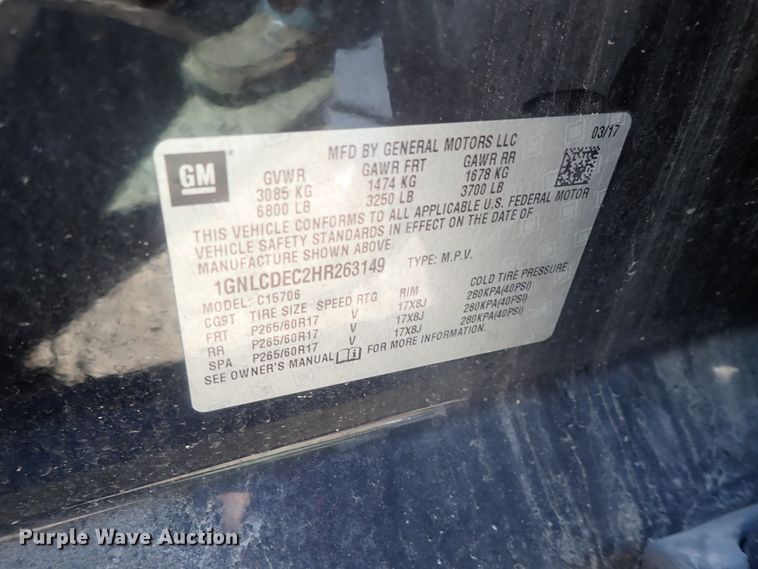 MFD BY GENERAL MOTORS LLC 03/17
GM GVWR GAWR FRT GAWR RR
3085 KG 1474 KG 1678 KG
6800 LB 3250 LB 3700 LB
THIS VEHICLE CONFORMS TO ALL APPLICABLE U.S. FEDERAL MOTOR
VEHICLE SAFETY STANDARDS IN EFFECT ON THE DATE OF
MANUFACTURE SHOWN ABOVE.
1GNLCDEC2HR263149 TYPE: M.P.V.
MODEL: C15706
CG9T TIRE SIZE SPEED RTG RIM COLD TIRE PRESSURE
FRT P265/60R17 V 17X8J 280KPA(40PSI)
RR P265/60R17 V 17X8J 280KPA(40PSI)
SPA P265/60R17 V 17X8J 280KPA(40PSI)
SEE OWNER'S MANUAL FOR MORE INFORMATION.
Purple Wave Auction